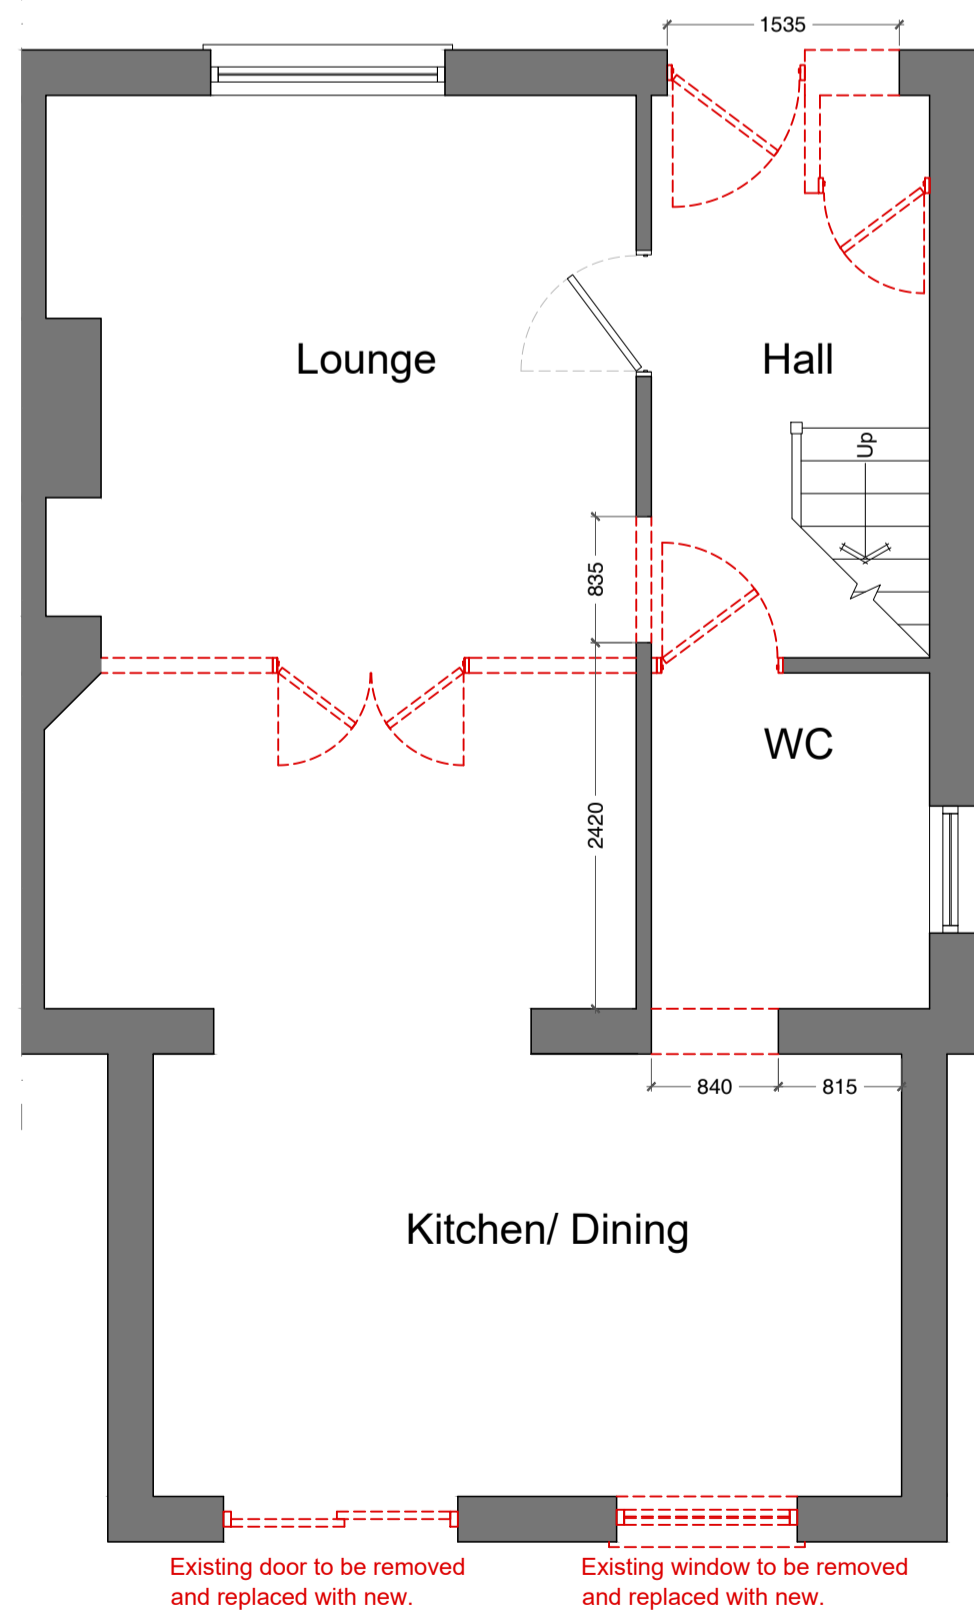 1535
Lounge
Hall
Up
835
WC
2420
840
815
Kitchen/ Dining
Existing door to be removed
and replaced with new.
Existing window to be removed
and replaced with new.